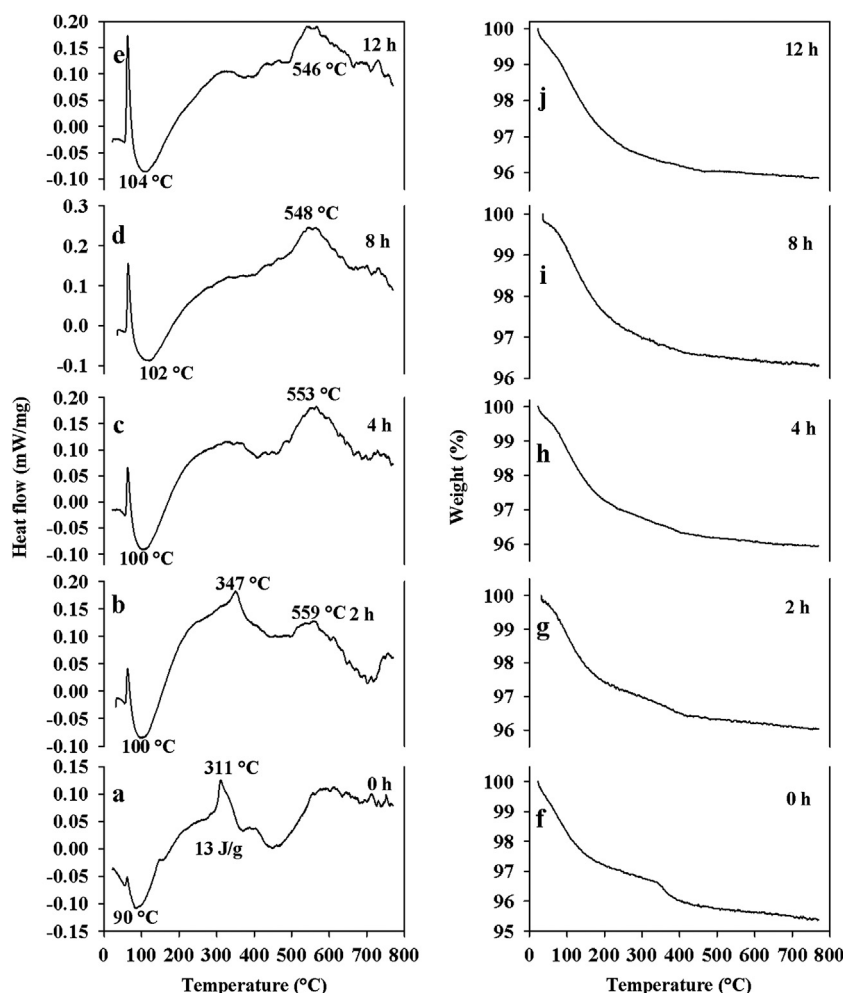 0.20
0.15
0.10
0.05
0.00
-0.05
-0.10
e
12 h
546 °C
104 °C
0.3
0.2
0.1
0.0
-0.1
d
548 °C
8 h
102 °C
0.20
0.15
0.10
0.05
0.00
-0.05
-0.10
c
553 °C
4 h
100 °C
0.20
0.15
0.10
0.05
0.00
-0.05
-0.10
b
347 °C
559 °C
2 h
100 °C
0.15
0.10
0.05
0.00
-0.05
-0.10
0.15
a
311 °C
0 h
13 J/g
90 °C
0 100 200 300 400 500 600 700 800
Temperature (°C)
Heat flow (mW/mg)
100
99
98
97
96
j
12 h
100
99
98
97
96
i
8 h
100
99
98
97
96
h
4 h
100
99
98
97
96
g
2 h
100
99
98
97
96
95
f
0 h
0 100 200 300 400 500 600 700 800
Temperature (°C)
Weight (%)